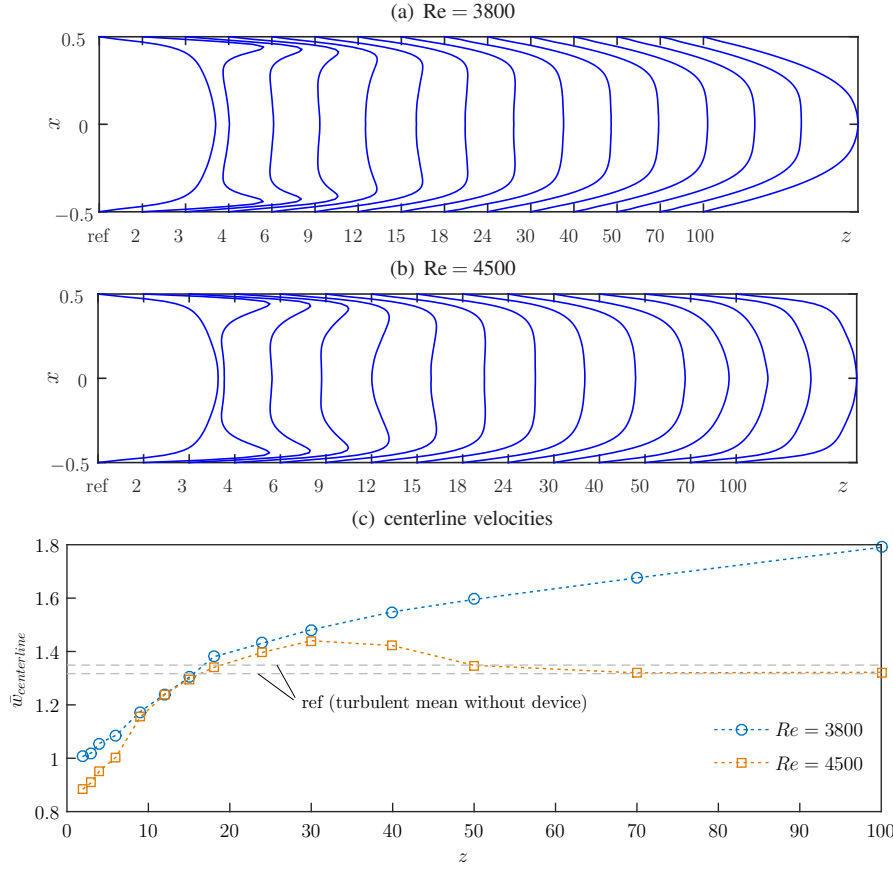 (a) Re = 3800
0.5
x
0
−0.5
ref 2 3 4 6 9 12 15 18 24 30 40 50 70 100 z
(b) Re = 4500
0.5
x
0
−0.5
ref 2 3 4 6 9 12 15 18 24 30 40 50 70 100 z
(c) centerline velocities
1.8
1.6
1.4
1.2
1
0.8
w̄centerline
ref (turbulent mean without device)
Re = 3800
Re = 4500
0 10 20 30 40 50 60 70 80 90 100
z